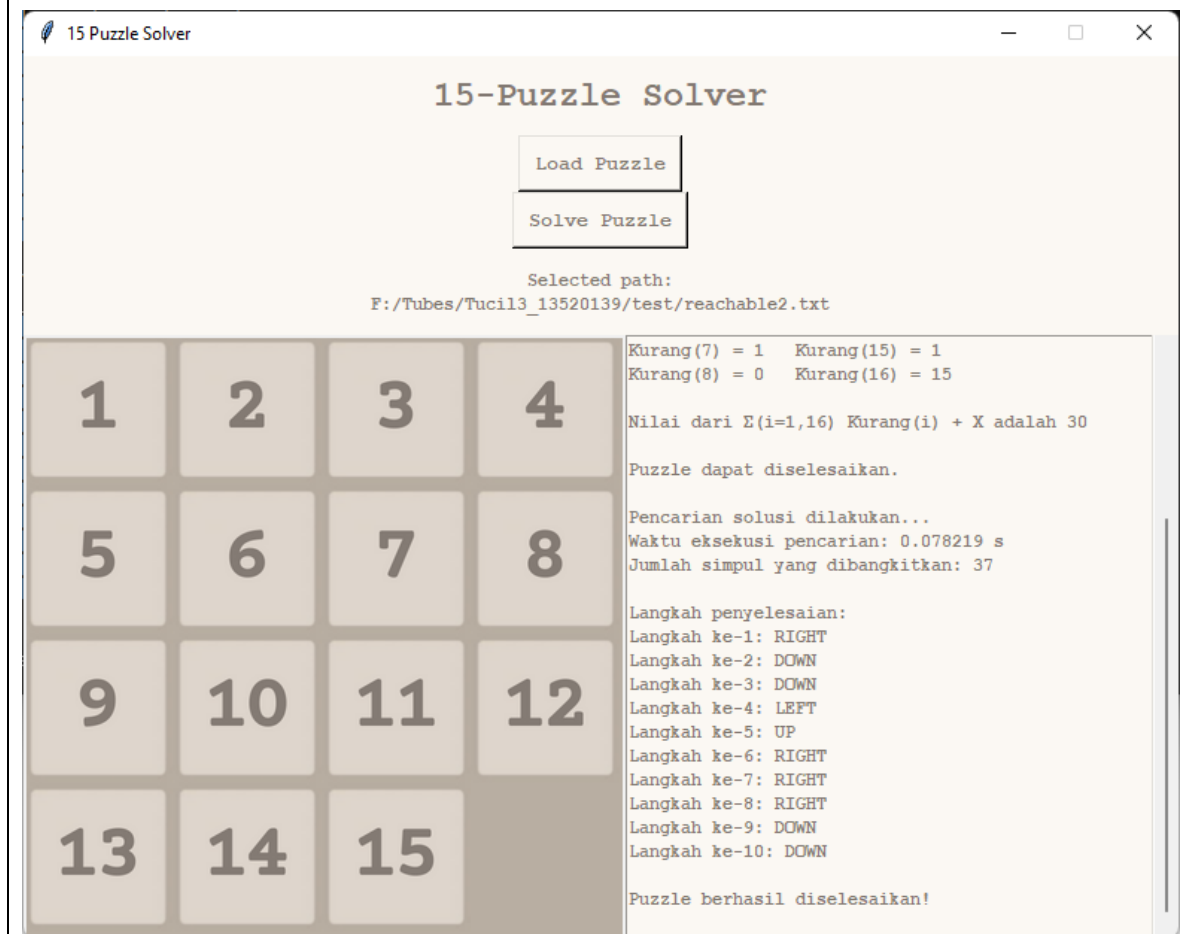 15 Puzzle Solver
15-Puzzle Solver
Load Puzzle
Solve Puzzle
Selected path:
F:/Tubes/Tucil3_13520139/test/reachable2.txt
1 2 3 4
5 6 7 8
9 10 11 12
13 14 15
Kurang(7) = 1 Kurang(15) = 1
Kurang(8) = 0 Kurang(16) = 15
Nilai dari Σ(i=1,16) Kurang(i) + X adalah 30
Puzzle dapat diselesaikan.
Pencarian solusi dilakukan...
Waktu eksekusi pencarian: 0.078219 s
Jumlah simpul yang dibangkitkan: 37
Langkah penyelesaian:
Langkah ke-1: RIGHT
Langkah ke-2: DOWN
Langkah ke-3: DOWN
Langkah ke-4: LEFT
Langkah ke-5: UP
Langkah ke-6: RIGHT
Langkah ke-7: RIGHT
Langkah ke-8: RIGHT
Langkah ke-9: DOWN
Langkah ke-10: DOWN
Puzzle berhasil diselesaikan!